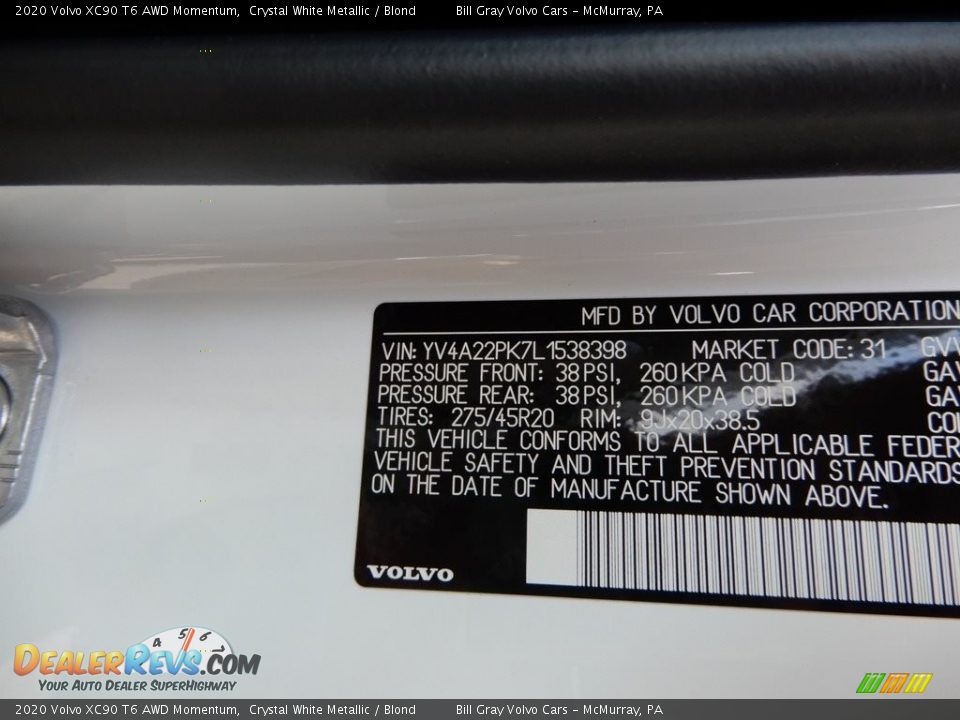 2020 Volvo XC90 T6 AWD Momentum,  Crystal White Metallic / Blond    Bill Gray Volvo Cars - McMurray, PA
MFD BY VOLVO CAR CORPORATION
VIN: YV4A22PK7L1538398    MARKET CODE: 31
PRESSURE FRONT: 38 PSI, 260 KPA COLD
PRESSURE REAR: 38 PSI, 260 KPA COLD
TIRES: 275/45R20 RIM: 9Jx20x38.5
THIS VEHICLE CONFORMS TO ALL APPLICABLE FEDER
VEHICLE SAFETY AND THEFT PREVENTION STANDARDS
ON THE DATE OF MANUFACTURE SHOWN ABOVE.
VOLVO
4 5 6 7
DEALERREVS.COM
YOUR AUTO DEALER SUPERHIGHWAY
2020 Volvo XC90 T6 AWD Momentum,  Crystal White Metallic / Blond    Bill Gray Volvo Cars - McMurray, PA